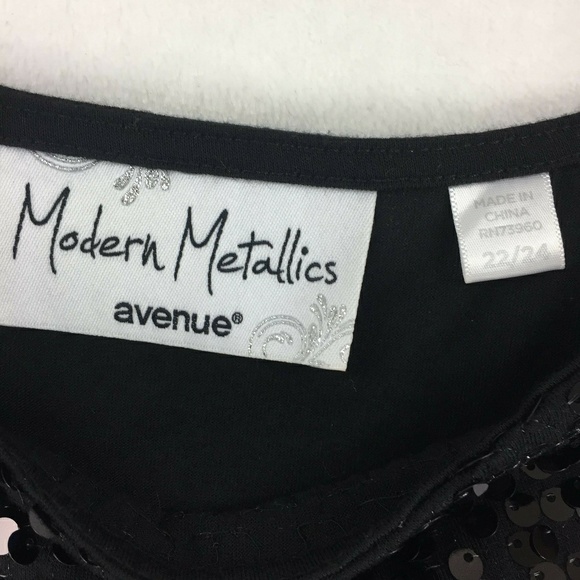 Modern Metallics
avenue®
MADE IN
CHINA
RN73960
22/24